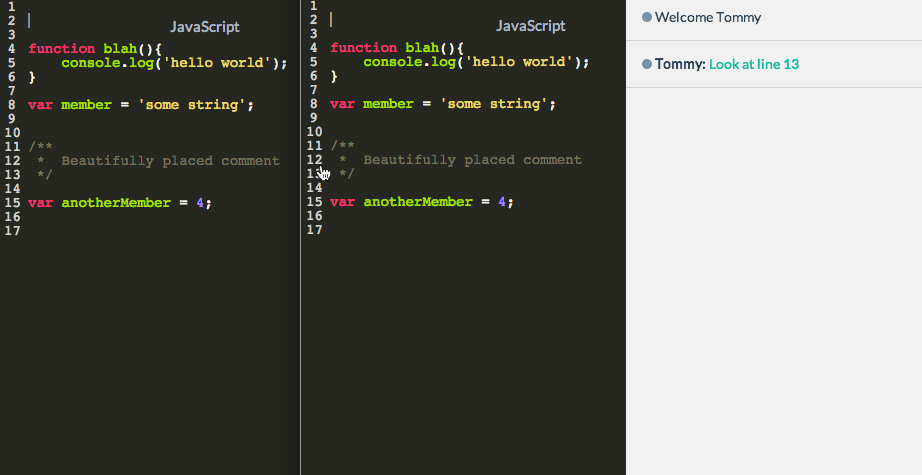 1
2
JavaScript
3
4 function blah(){
5 console.log('hello world');
6 }
7
8 var member = 'some string';
9
10
11 /**
12 * Beautifully placed comment
13 */
14
15 var anotherMember = 4;
16
17
1
2
JavaScript
3
4 function blah(){
5 console.log('hello world');
6 }
7
8 var member = 'some string';
9
10
11 /**
12 * Beautifully placed comment
13 */
14
15 var anotherMember = 4;
16
17
Welcome Tommy
Tommy: Look at line 13